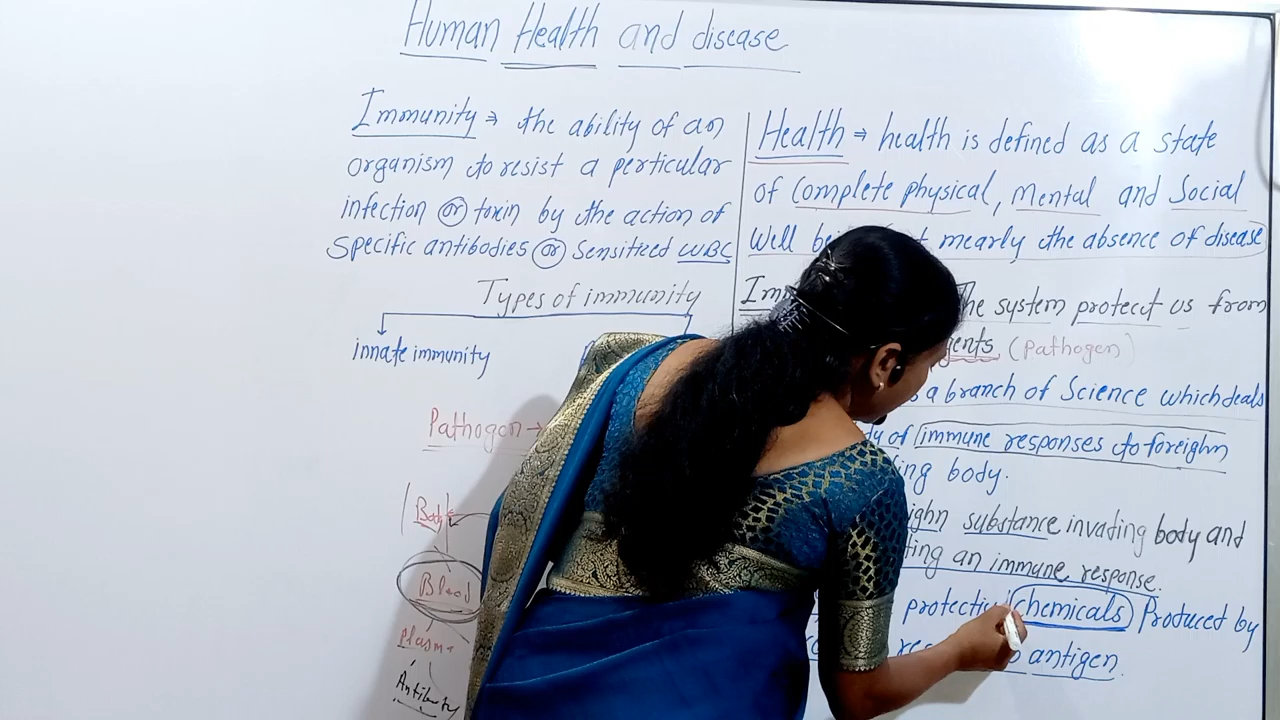 Human Health and disease
Immunity → the ability of an
organism to resist a perticular
infection or toxin by the action of
Specific antibodies or Sensitized WBC
Types of immunity
innate immunity
Pathogen →
Body
Blood
Plasma
Health → health is defined as a state
of Complete physical, Mental and Social
Well mearly the absence of disease
The system protect us from
(Pathogen)
a branch of Science which deals
of immune responses to foreighn
body.
substance invating body and
an immune response.
chemicals Produced by
antigen.